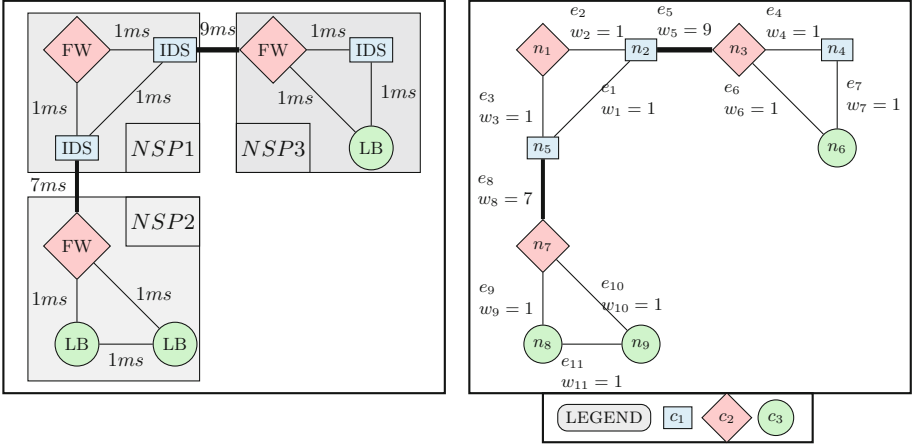 1ms 9ms 1ms
FW IDS FW IDS
1ms 1ms 1ms 1ms
IDS NSP1 NSP3 LB
7ms
NSP2
FW
1ms 1ms
LB LB
1ms
e₂ e₅ e₄
w₂ = 1 w₅ = 9 w₄ = 1
n₁ n₂ n₃ n₄
e₃ e₁ e₆ e₇
w₃ = 1 w₁ = 1 w₆ = 1 w₇ = 1
n₅ n₆
e₈
w₈ = 7
n₇
e₉ e₁₀
w₉ = 1 w₁₀ = 1
n₈ n₉
e₁₁
w₁₁ = 1
LEGEND c₁ c₂ c₃